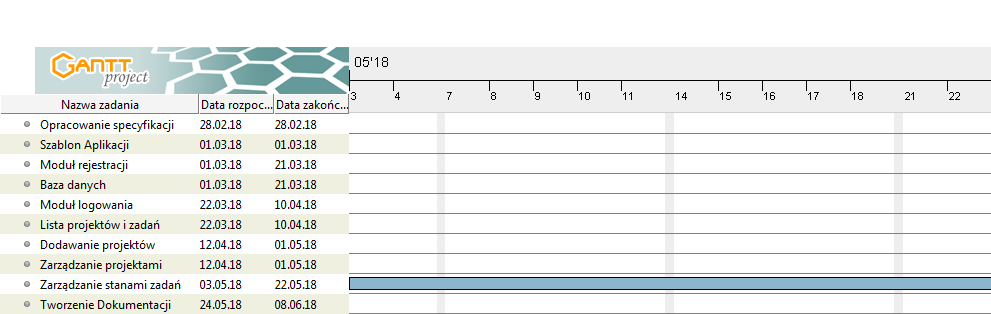 GANTT
project
05'18
3 4 7 8 9 10 11 14 15 16 17 18 21 22
Nazwa zadania Data rozpoc... Data zakońc...
Opracowanie specyfikacji 28.02.18 28.02.18
Szablon Aplikacji 01.03.18 01.03.18
Moduł rejestracji 01.03.18 21.03.18
Baza danych 01.03.18 21.03.18
Moduł logowania 22.03.18 10.04.18
Lista projektów i zadań 22.03.18 10.04.18
Dodawanie projektów 12.04.18 01.05.18
Zarządzanie projektami 12.04.18 01.05.18
Zarządzanie stanami zadań 03.05.18 22.05.18
Tworzenie Dokumentacji 24.05.18 08.06.18